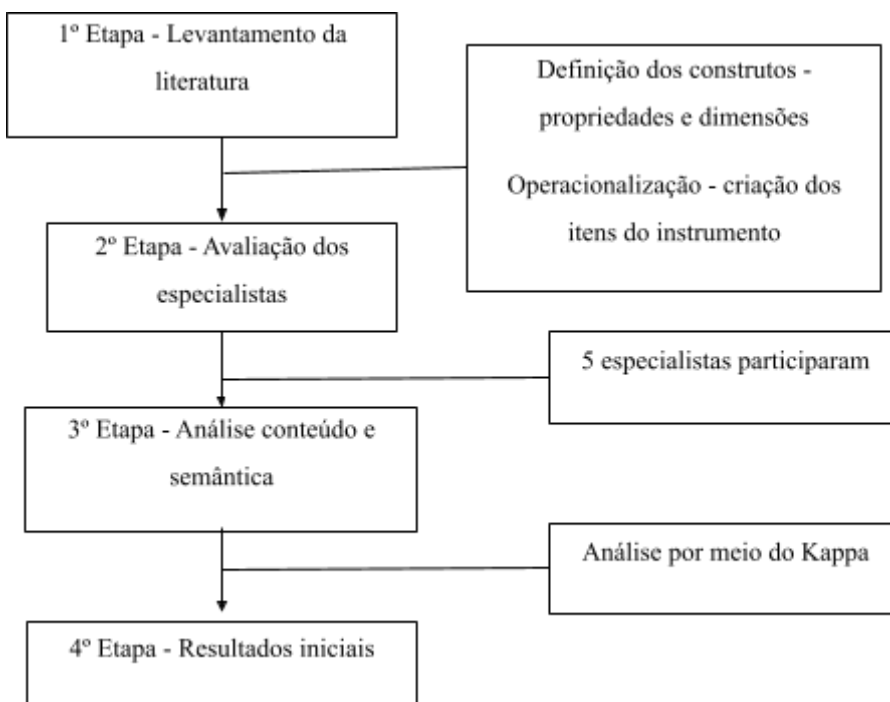 1º Etapa - Levantamento da
literatura
Definição dos construtos -
propriedades e dimensões
Operacionalização - criação dos
itens do instrumento
2º Etapa - Avaliação dos
especialistas
5 especialistas participaram
3º Etapa - Análise conteúdo e
semântica
Análise por meio do Kappa
4º Etapa - Resultados iniciais